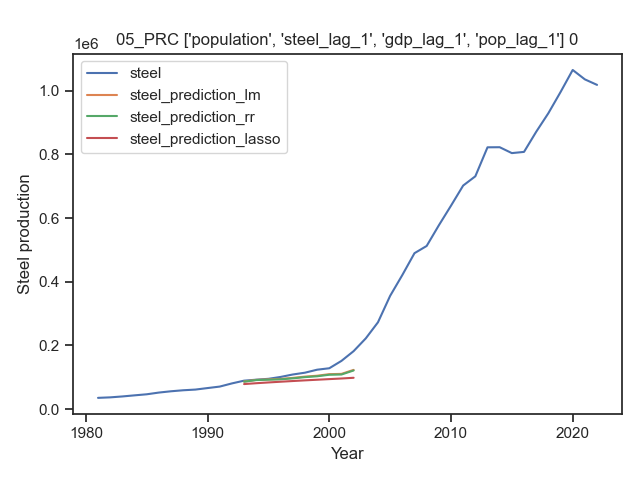 05_PRC ['population', 'steel_lag_1', 'gdp_lag_1', 'pop_lag_1'] 0
1e6
steel
steel_prediction_lm
steel_prediction_rr
steel_prediction_lasso
1.0
0.8
0.6
0.4
0.2
0.0
Steel production
1980
1990
2000
2010
2020
Year